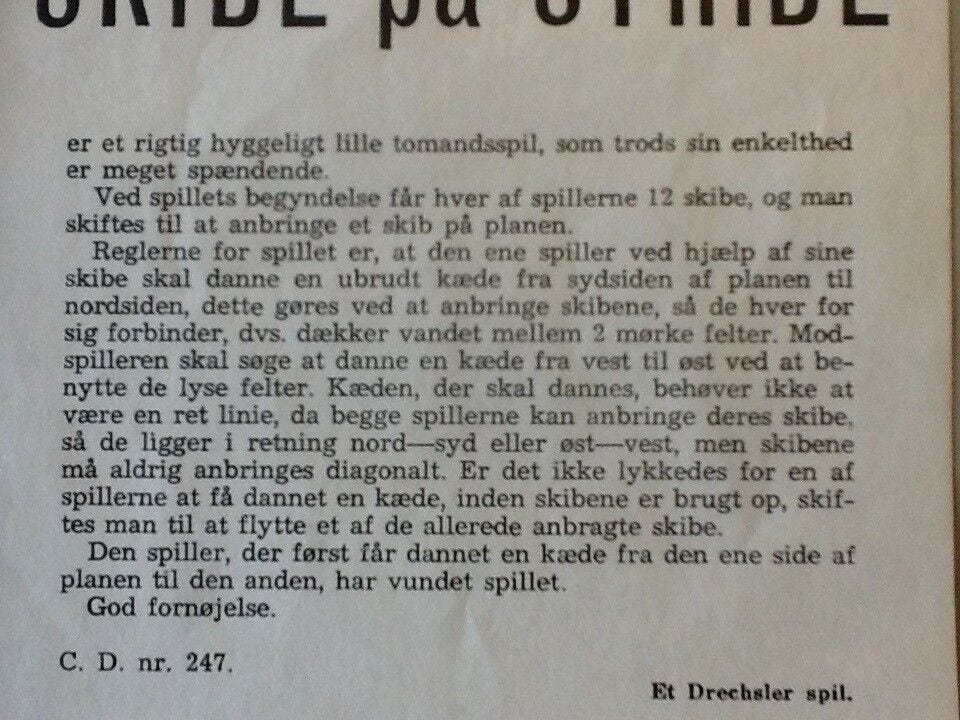 SKIBE på STRIBE
er et rigtig hyggeligt lille tomandsspil, som trods sin enkelthed
er meget spændende.
Ved spillets begyndelse får hver af spillerne 12 skibe, og man
skiftes til at anbringe et skib på planen.
Reglerne for spillet er, at den ene spiller ved hjælp af sine
skibe skal danne en ubrudt kæde fra sydsiden af planen til
nordsiden, dette gøres ved at anbringe skibene, så de hver for
sig forbinder, dvs. dækker vandet mellem 2 mørke felter. Mod-
spilleren skal søge at danne en kæde fra vest til øst ved at be-
nytte de lyse felter. Kæden, der skal dannes, behøver ikke at
være en ret linie, da begge spillerne kan anbringe deres skibe,
så de ligger i retning nord—syd eller øst—vest, men skibene
må aldrig anbringes diagonalt. Er det ikke lykkedes for en af
spillerne at få dannet en kæde, inden skibene er brugt op, skif-
tes man til at flytte et af de allerede anbragte skibe.
Den spiller, der først får dannet en kæde fra den ene side af
planen til den anden, har vundet spillet.
God fornøjelse.
C. D. nr. 247.
Et Drechsler spil.